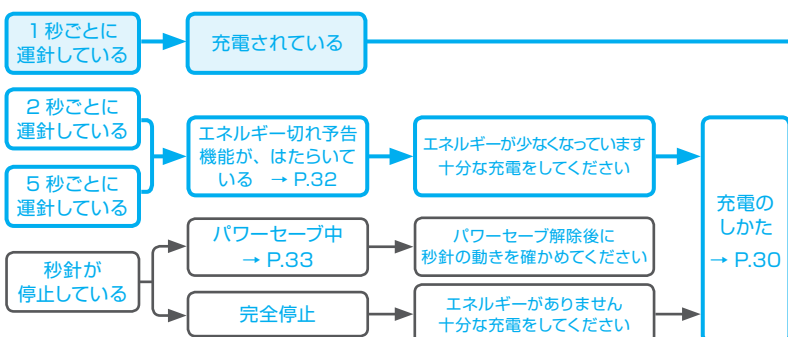 1秒ごとに
運針している
充電されている
2 秒ごとに
運針している
5 秒ごとに
運針している
エネルギー切れ予告
機能が、はたらいて
いる → P.32
エネルギーが少なくなっています
十分な充電をしてください
秒針が
停止している
パワーセーブ中
→ P.33
パワーセーブ解除後に
秒針の動きを確かめてください
完全停止
エネルギーがありません
十分な充電をしてください
充電の
しかた
→ P.30